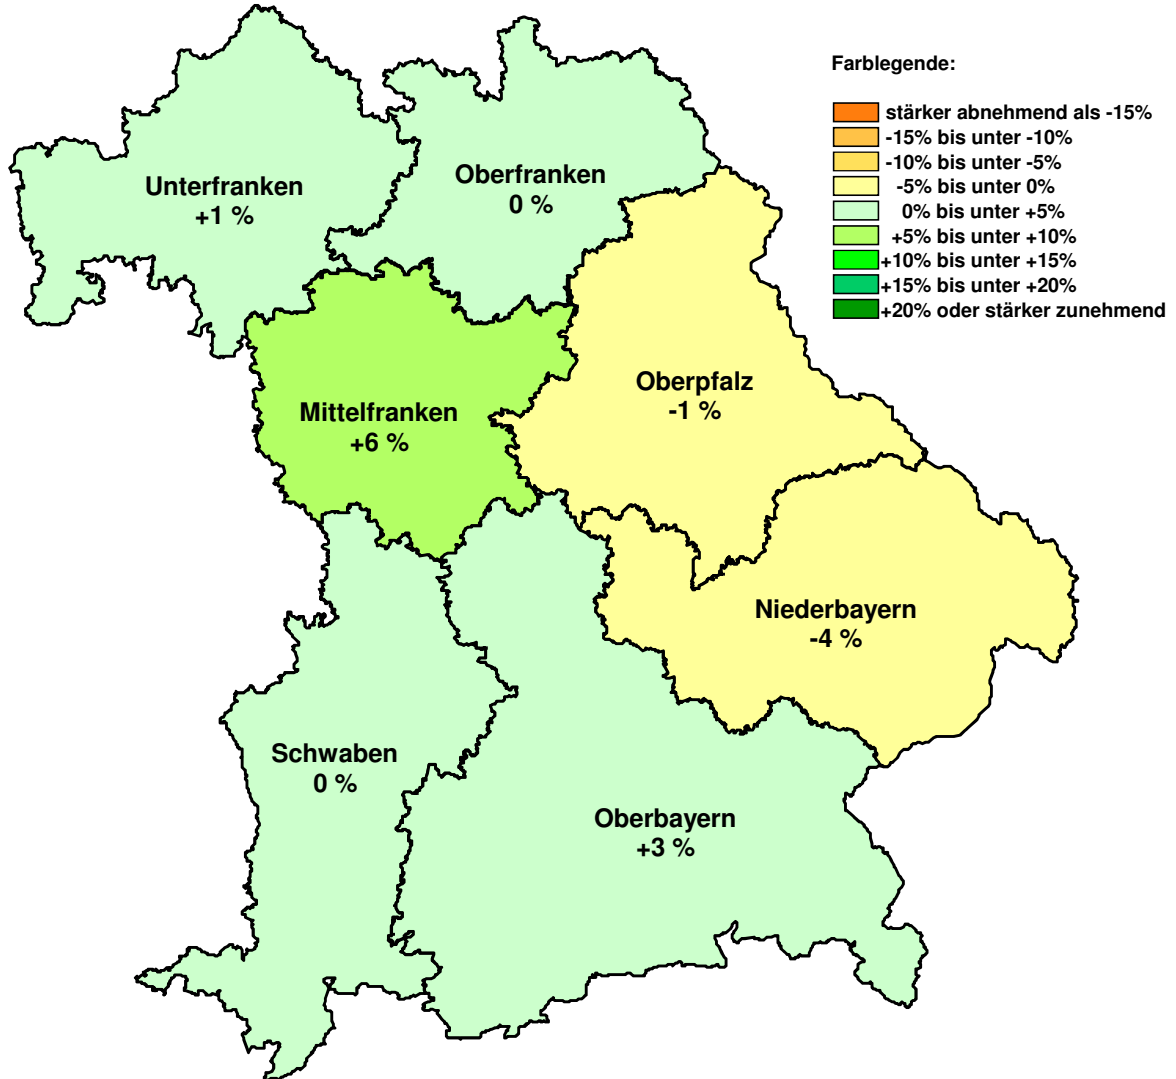 Farblegende:
stärker abnehmend als -15%
-15% bis unter -10%
-10% bis unter -5%
-5% bis unter 0%
0% bis unter +5%
+5% bis unter +10%
+10% bis unter +15%
+15% bis unter +20%
+20% oder stärker zunehmend
Unterfranken
+1 %
Oberfranken
0 %
Mittelfranken
+6 %
Oberpfalz
-1 %
Niederbayern
-4 %
Schwaben
0 %
Oberbayern
+3 %